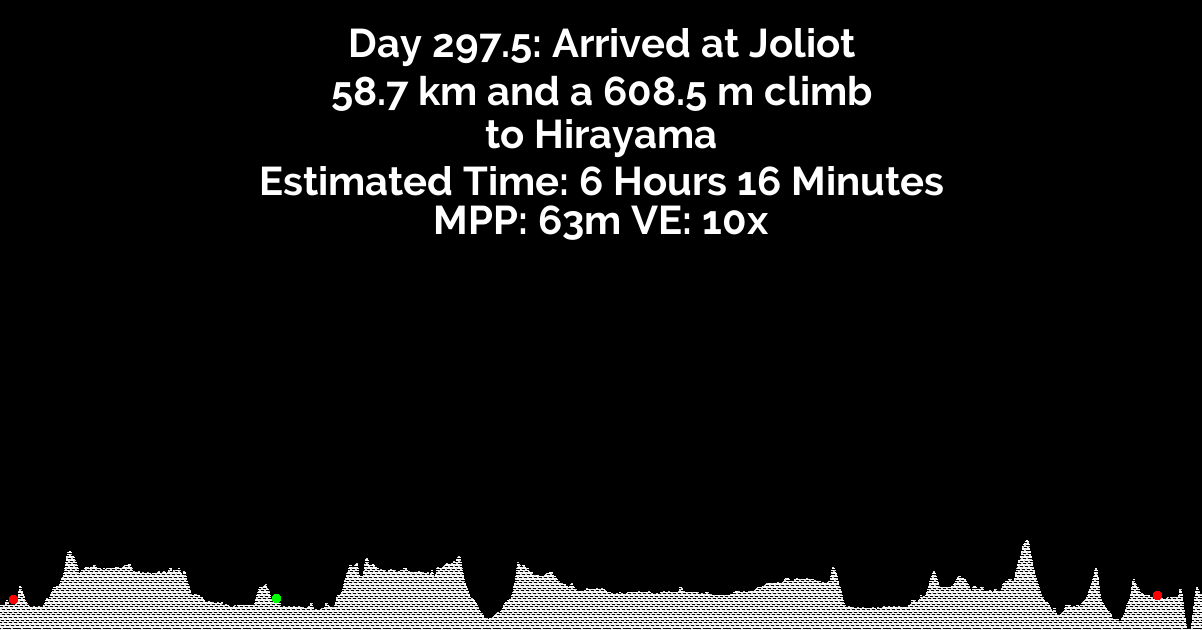 Day 297.5: Arrived at Joliot
58.7 km and a 608.5 m climb
to Hirayama
Estimated Time: 6 Hours 16 Minutes
MPP: 63m VE: 10x